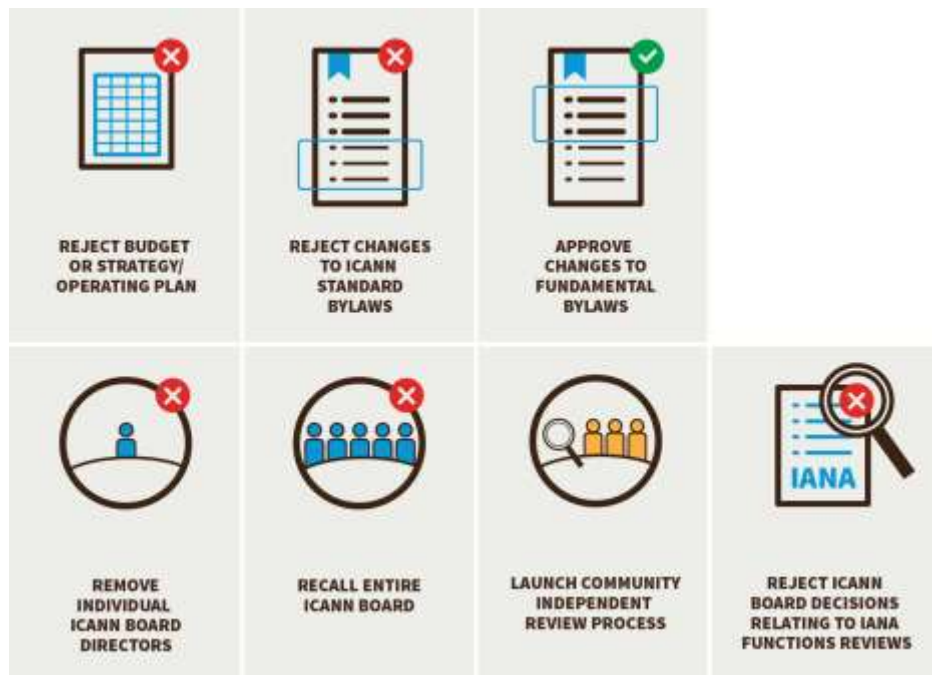 REJECT BUDGET
OR STRATEGY/
OPERATING PLAN
REJECT CHANGES
TO ICANN
STANDARD
BYLAWS
APPROVE
CHANGES TO
FUNDAMENTAL
BYLAWS
REMOVE
INDIVIDUAL
ICANN BOARD
DIRECTORS
RECALL ENTIRE
ICANN BOARD
LAUNCH COMMUNITY
INDEPENDENT
REVIEW PROCESS
IANA
REJECT ICANN
BOARD DECISIONS
RELATING TO IANA
FUNCTIONS REVIEWS